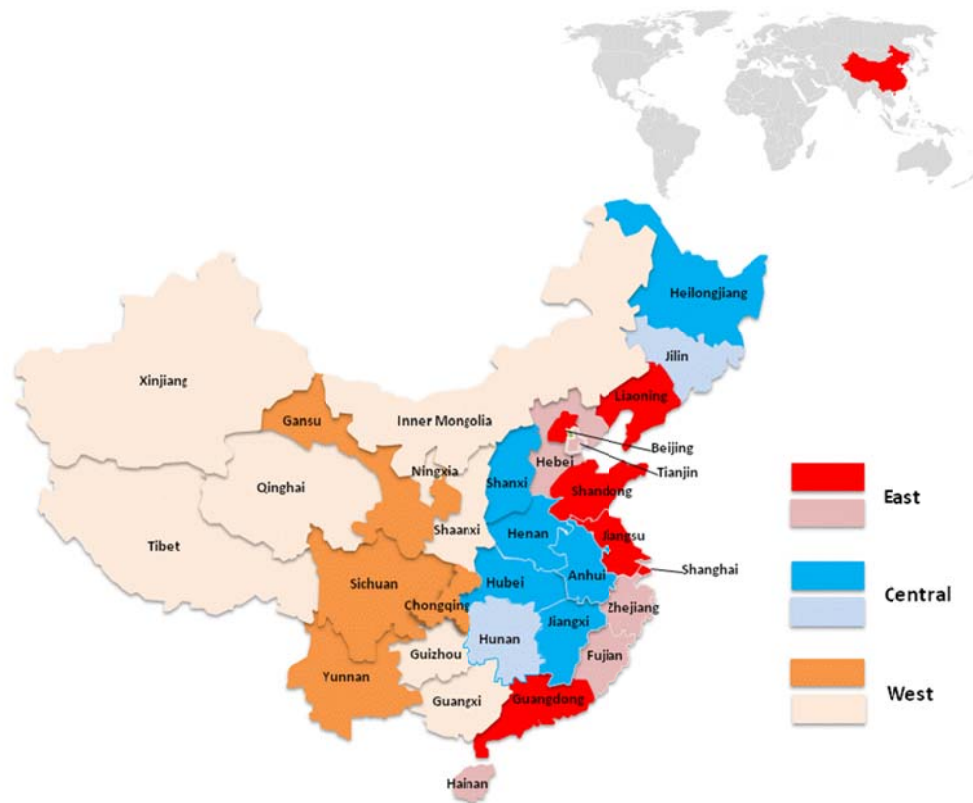 Heilongjiang
Jilin
Xinjiang
Liaoning
Gansu
Inner Mongolia
Beijing
Hebei
Tianjin
Ningxia
Shanxi
Qinghai
Shandong
East
Shaanxi
Henan
Jiangsu
Tibet
Shanghai
Anhui
Sichuan
Hubei
Central
Chongqing
Zhejiang
Jiangxi
Hunan
Guizhou
Fujian
Yunnan
West
Guangxi
Guangdong
Hainan